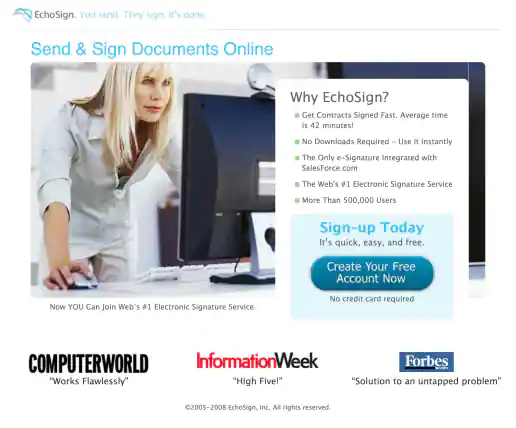 EchoSign. You send. They sign. It's done.
Send & Sign Documents Online
Why EchoSign?
Get Contracts Signed Fast. Average time
is 42 minutes!
No Downloads Required - Use It Instantly
The Only e-Signature Integrated with
SalesForce.com
The Web's #1 Electronic Signature Service
More Than 500,000 Users
Sign-up Today
It's quick, easy, and free.
Create Your Free
Account Now
No credit card required
Now YOU Can Join Web's #1 Electronic Signature Service.
COMPUTERWORLD
"Works Flawlessly"
InformationWeek
"High Five!"
Forbes
"Solution to an untapped problem"
©2005-2008 EchoSign, Inc. All rights reserved.